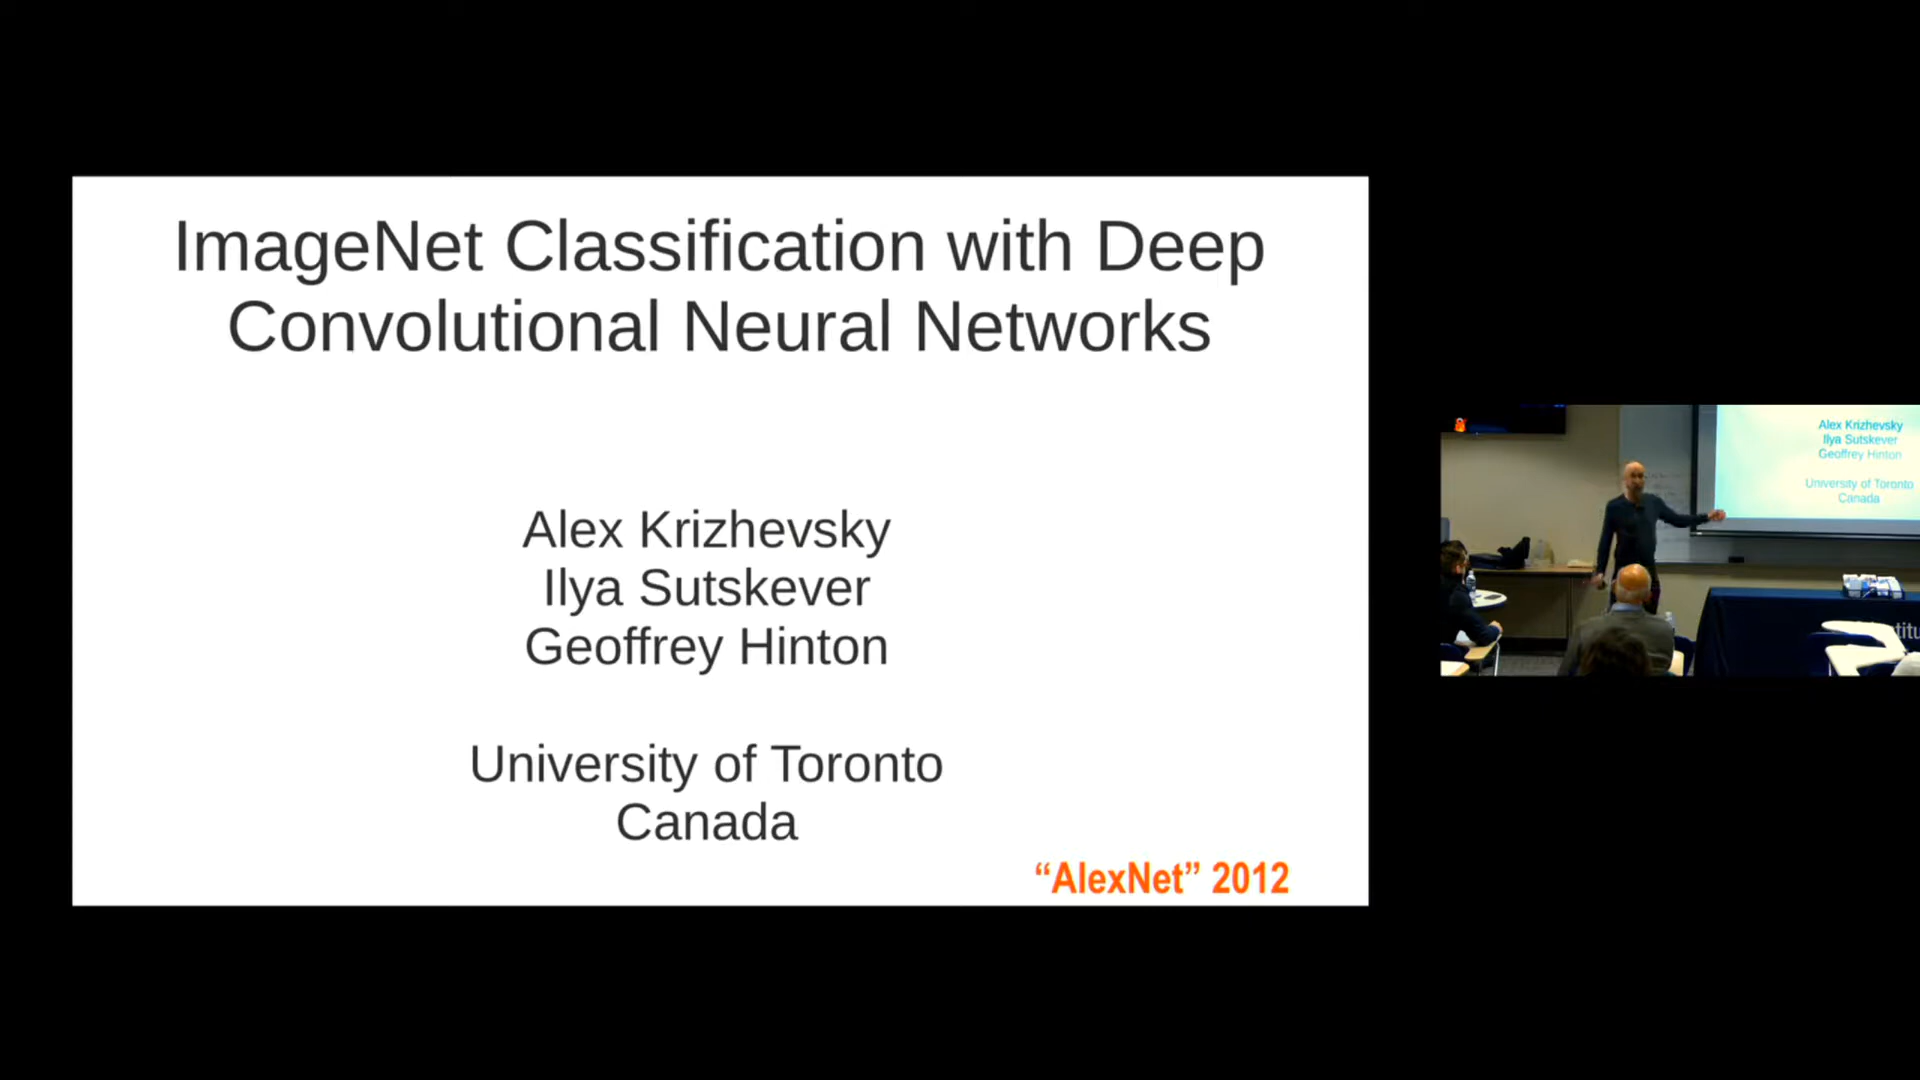 ImageNet Classification with Deep
Convolutional Neural Networks
Alex Krizhevsky
Ilya Sutskever
Geoffrey Hinton
University of Toronto
Canada
“AlexNet” 2012
Alex Krizhevsky
Ilya Sutskever
Geoffrey Hinton
University of Toronto
Canada